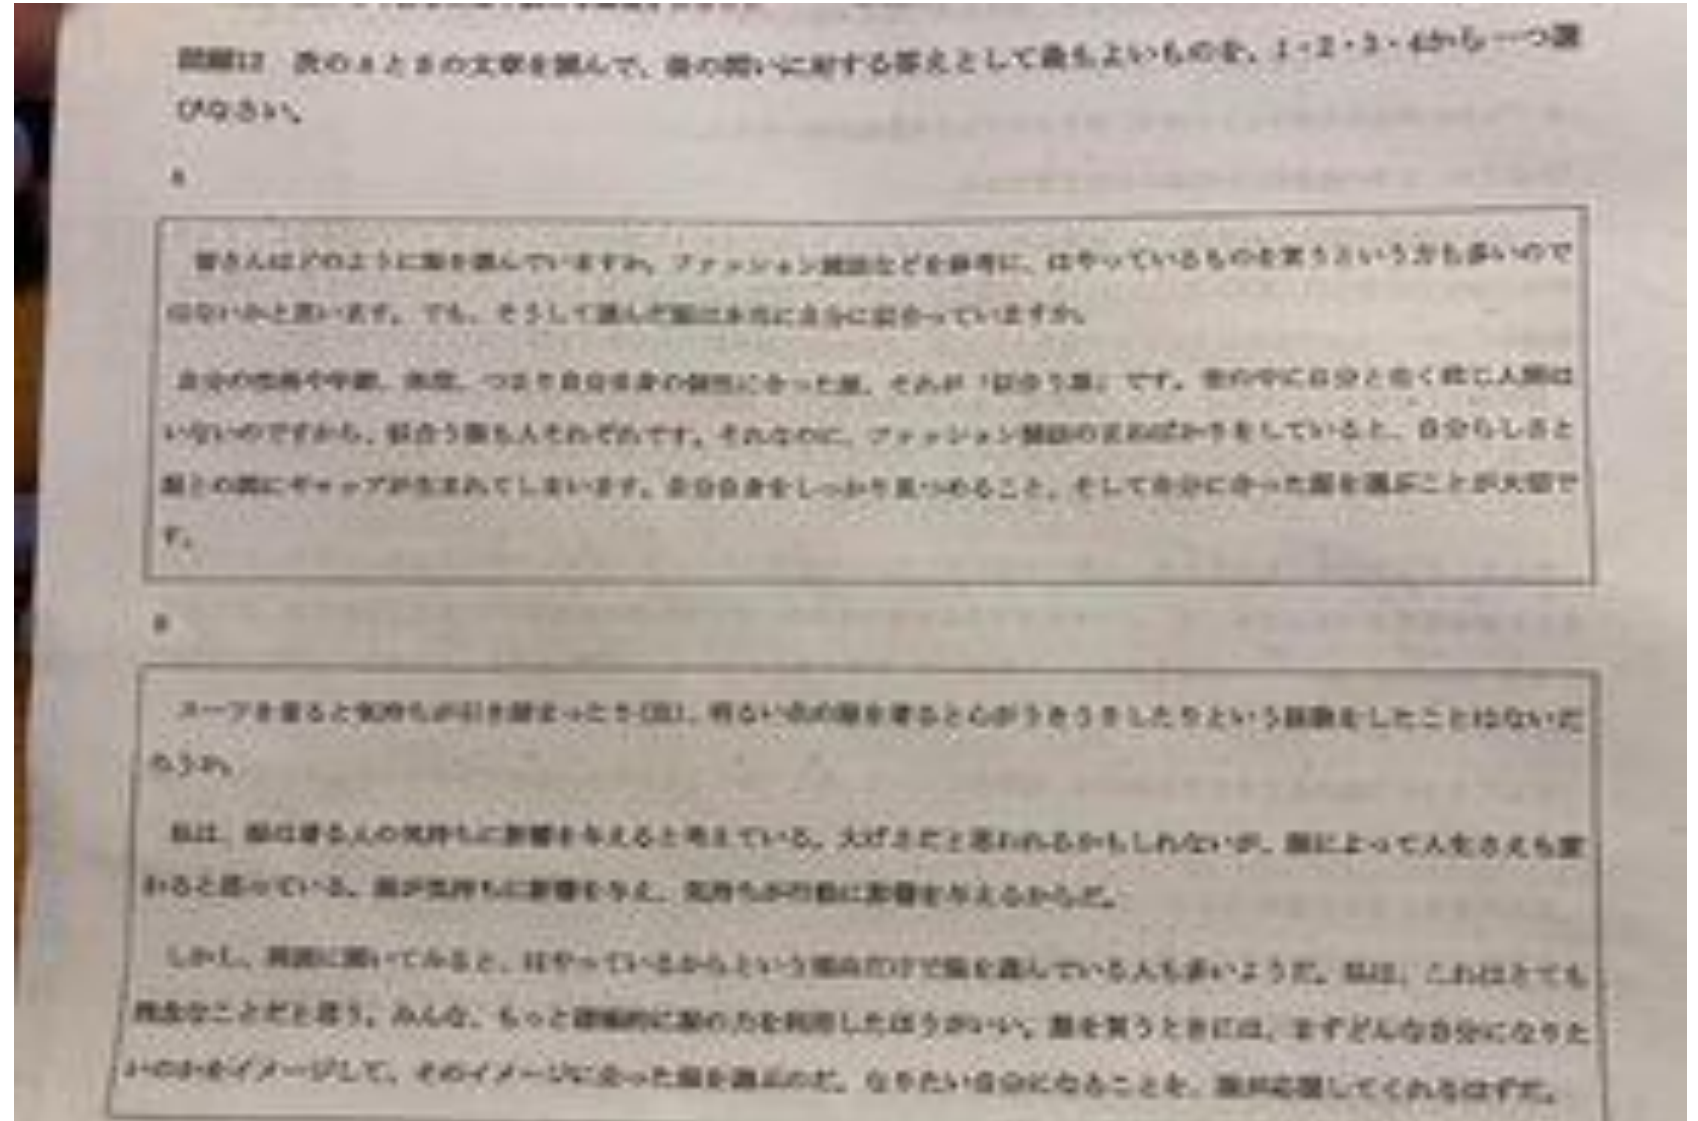 問題12 次のAとBの文章を読んで、後の問いに対する答えとして最もよいものを、1・2・3・4から一つ選
びなさい。
A
皆さんはどのように服を選んでいますか。ファッション雑誌などを参考に、はやっているものを買うという方も多いので
はないかと思います。でも、そうして選んだ服は本当に自分に似合っていますか。
自分の性格や年齢、体型、つまり自分自身の個性に合った服、それが「似合う服」です。世の中に自分と全く同じ人間は
いないのですから、似合う服も人それぞれです。それなのに、ファッション雑誌のまねばかりをしていると、自分らしさと
服との間にギャップが生まれてしまいます。自分自身をしっかり見つめること、そして自分に合った服を選ぶことが大切で
す。
B
スーツを着ると気持ちが引き締まったり(注)、明るい色の服を着ると心がうきうきしたりという経験をしたことはないだ
ろうか。
私は、服は着る人の気持ちに影響を与えると考えている。大げさだと思われるかもしれないが、服によって人生さえも変
わると思っている。服が気持ちに影響を与え、気持ちが行動に影響を与えるからだ。
しかし、周囲に聞いてみると、はやっているからという理由だけで服を選んでいる人も多いようだ。私は、これはとても
残念なことだと思う。みんな、もっと積極的に服の力を利用したほうがいい。服を買うときには、まずどんな自分になりた
いのかをイメージして、そのイメージに合った服を選ぶのだ。なりたい自分になることを、服が応援してくれるはずだ。